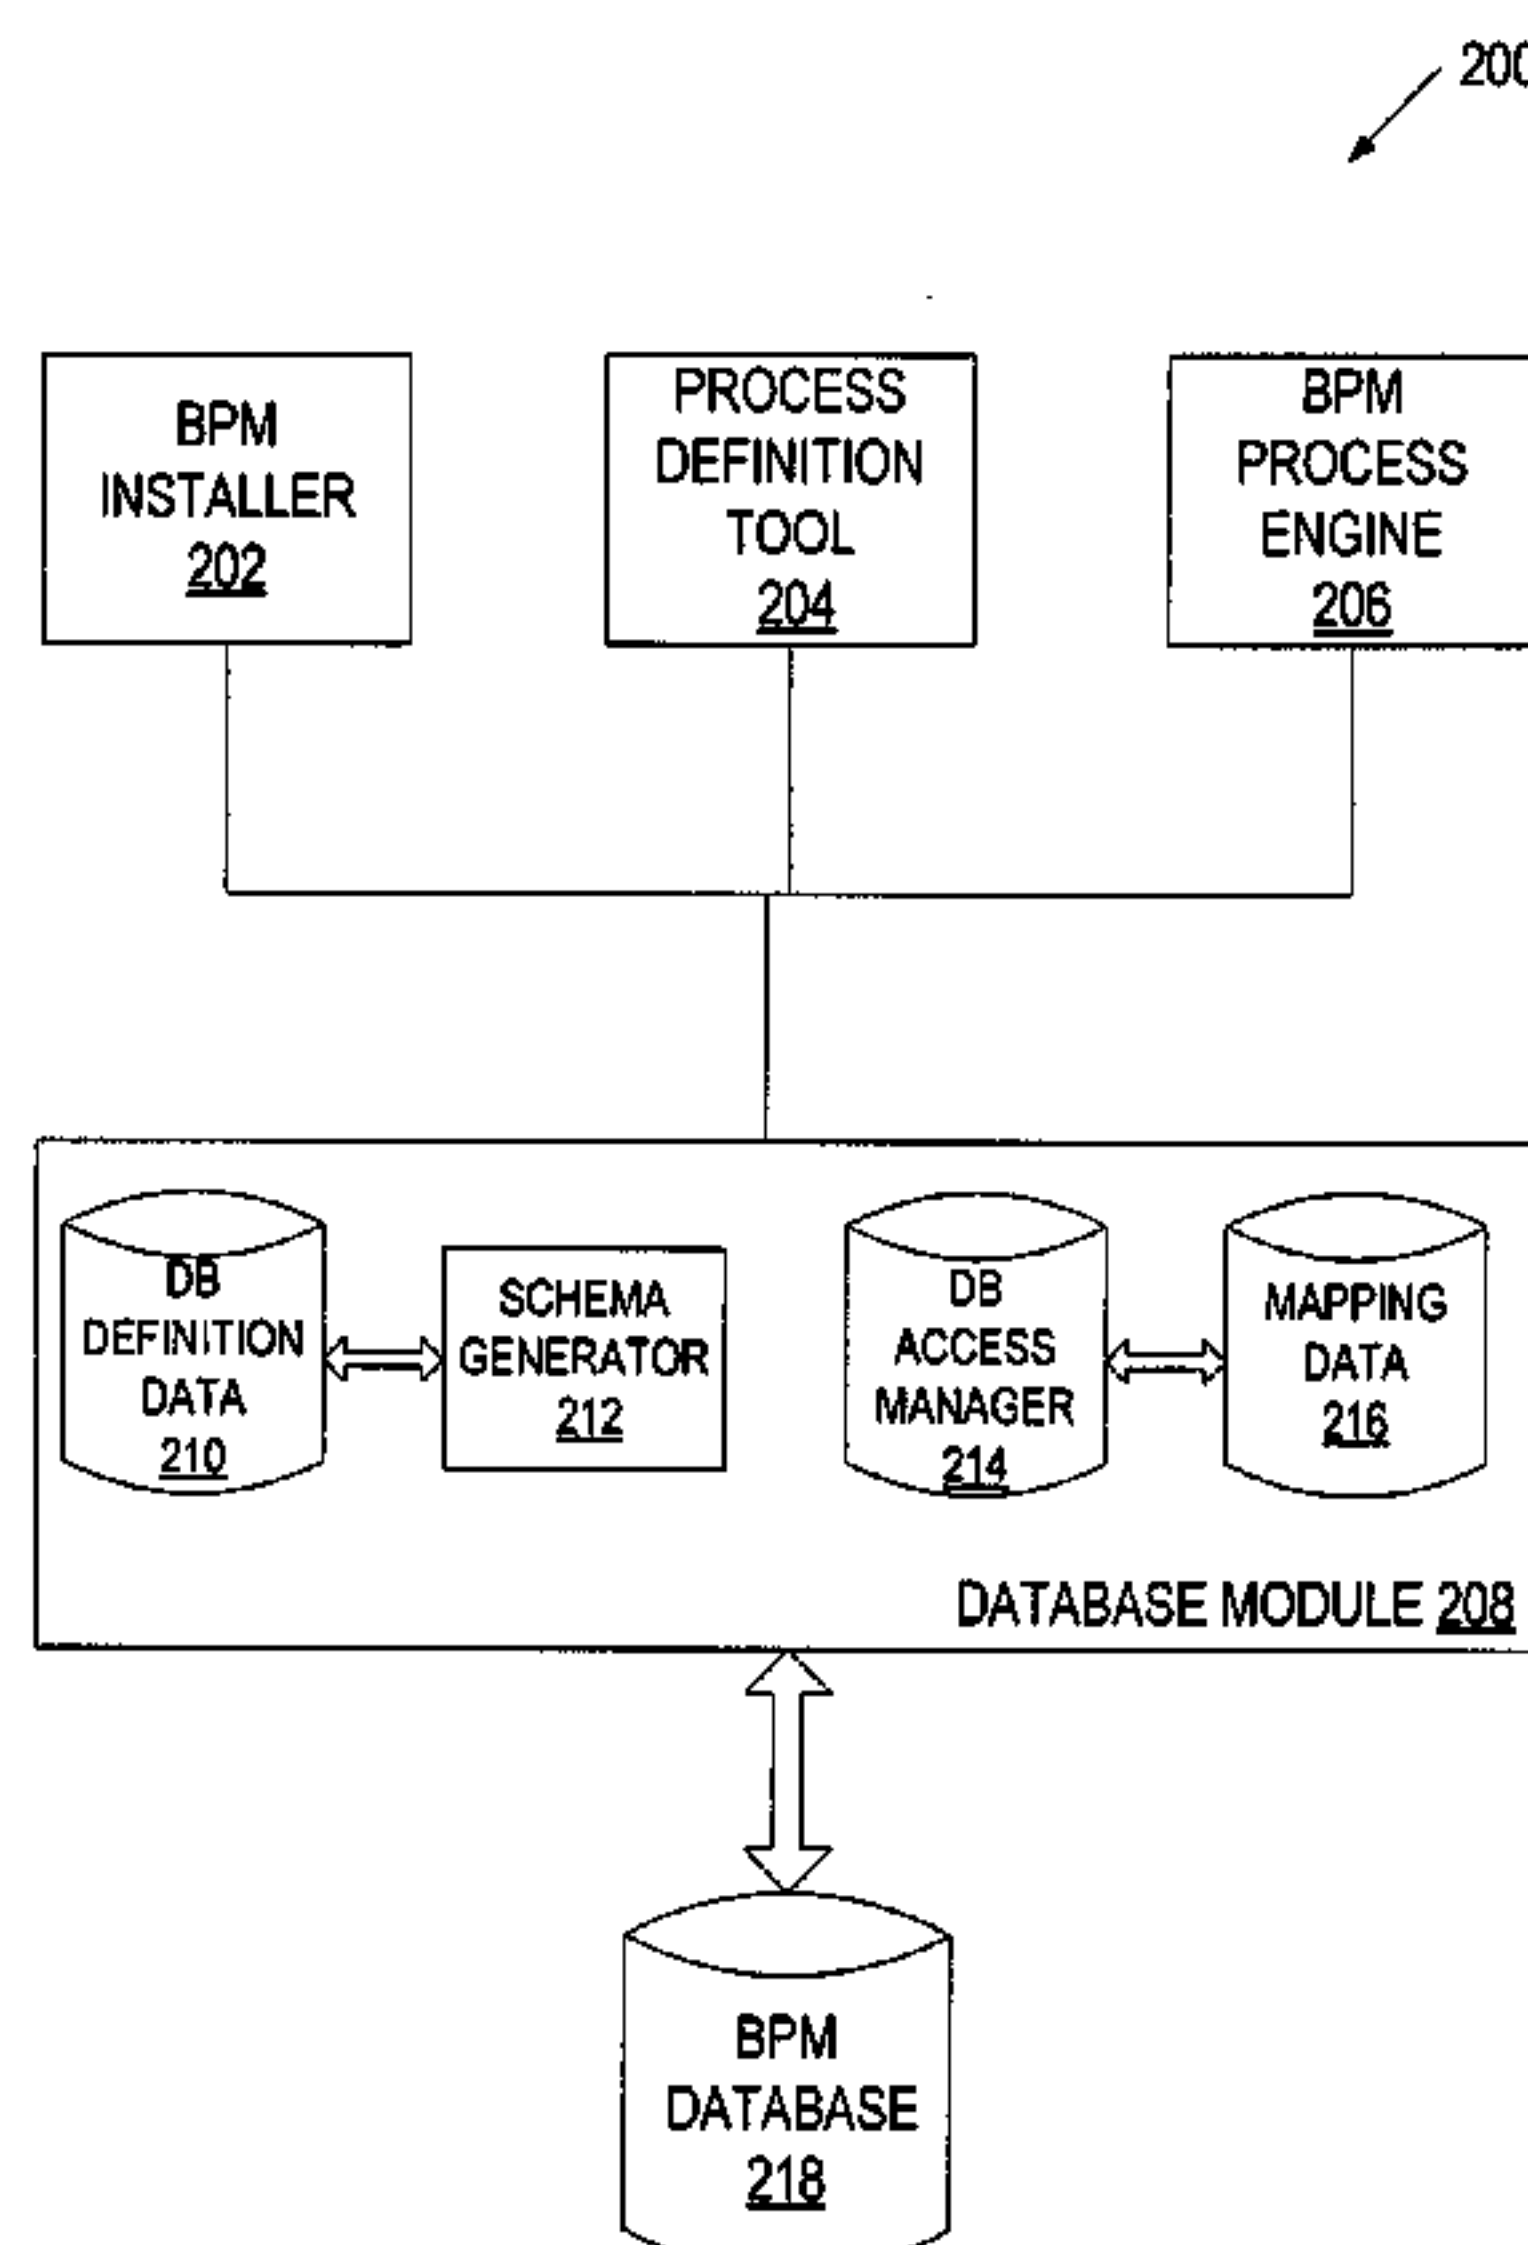 200
BPM
INSTALLER
202
PROCESS
DEFINITION
TOOL
204
BPM
PROCESS
ENGINE
206
DB
DEFINITION
DATA
210
SCHEMA
GENERATOR
212
DB
ACCESS
MANAGER
214
MAPPING
DATA
216
DATABASE MODULE 208
BPM
DATABASE
218